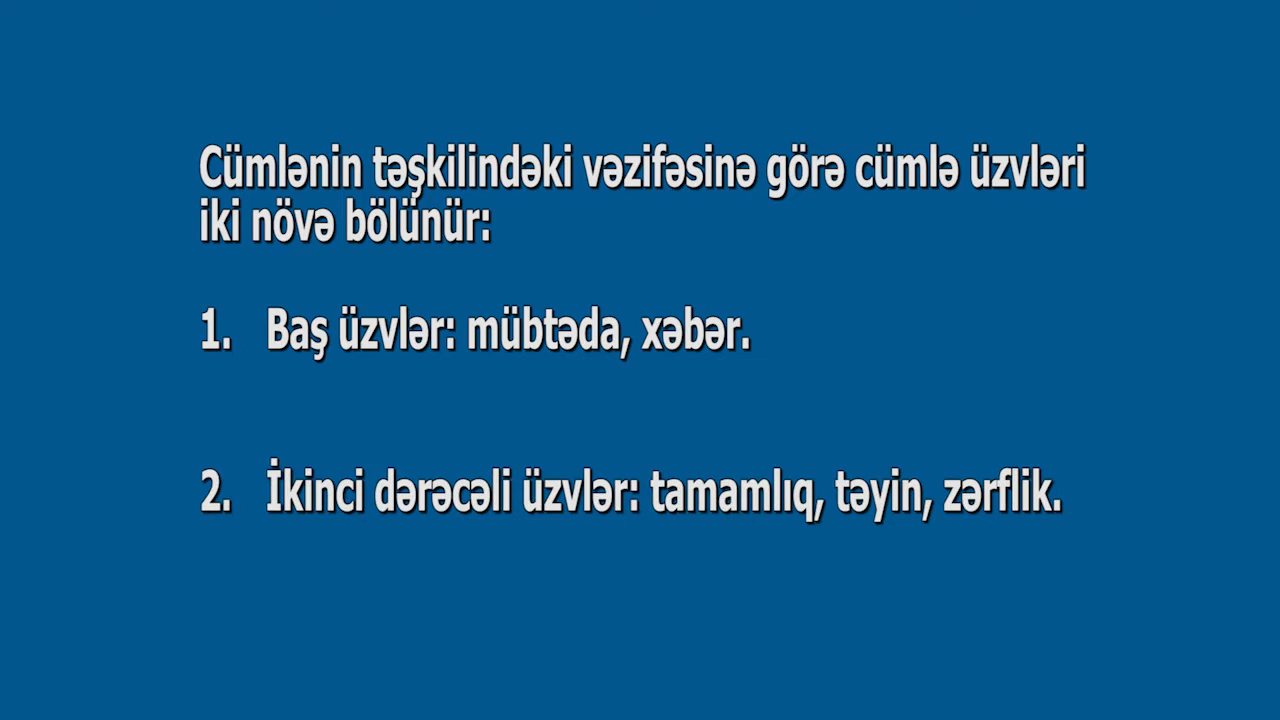 Cümlənin təşkilindəki vəzifəsinə görə cümlə üzvləri
iki növə bölünür:
1. Baş üzvlər: mübtəda, xəbər.
2. İkinci dərəcəli üzvlər: tamamlıq, təyin, zərflik.